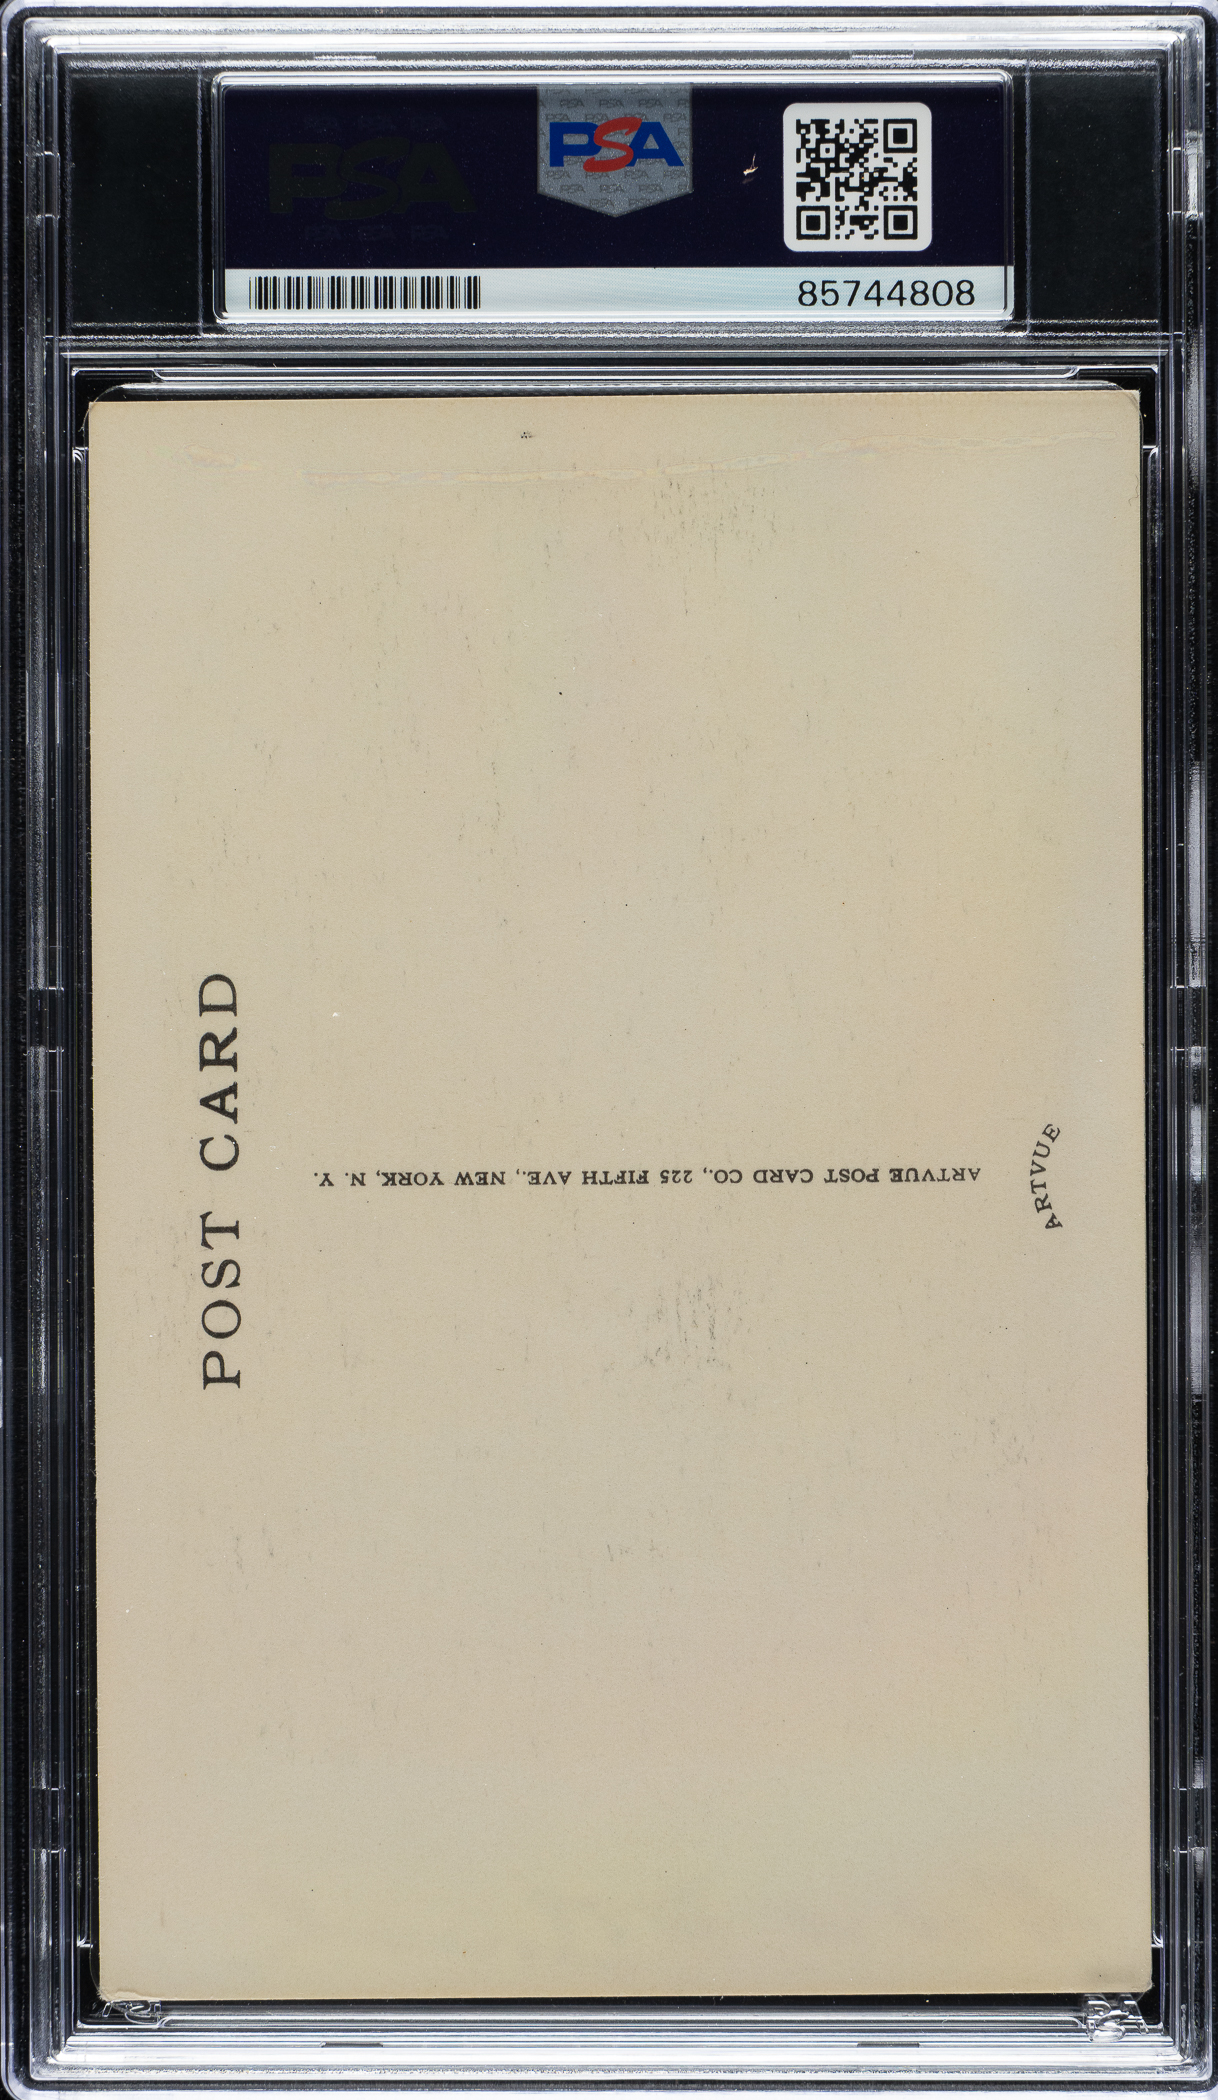 PSA
85744808
POST CARD
ARTVUE POST CARD CO., 225 FIFTH AVE., NEW YORK, N. Y.
ARTVUE